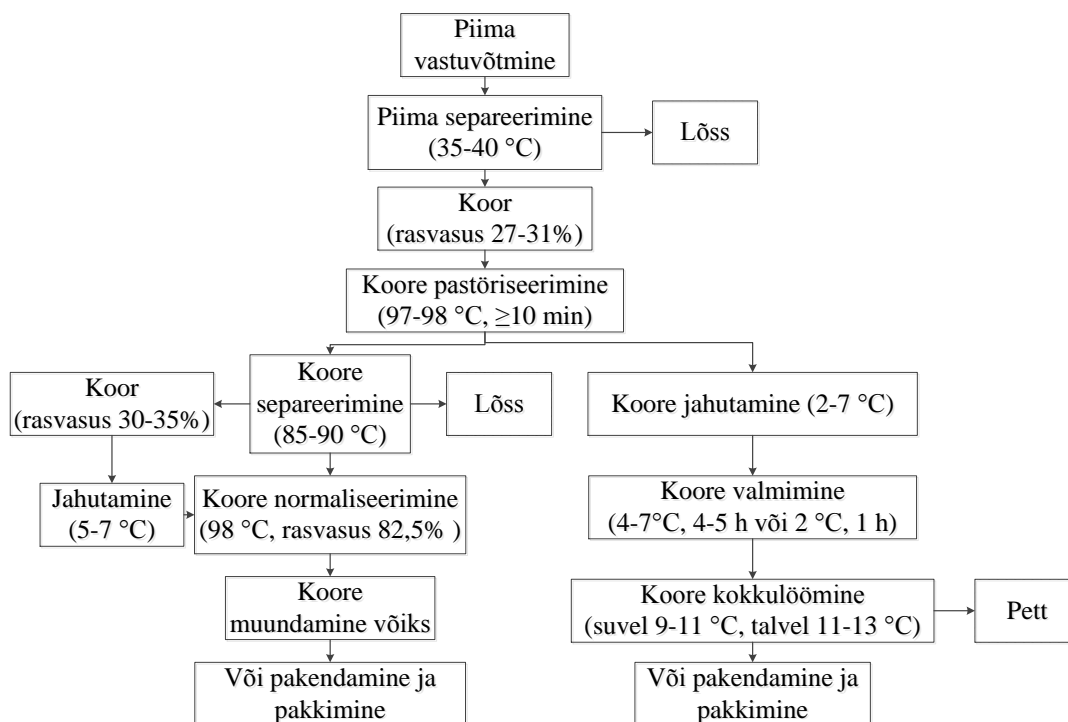 Piima
vastuvõtmine
Piima separeerimine
(35-40 °C)
Lõss
Koor
(rasvasus 27-31%)
Koore pastöriseerimine
(97-98 °C, ≥10 min)
Koor
(rasvasus 30-35%)
Koore
separeerimine
(85-90 °C)
Lõss
Koore jahutamine (2-7 °C)
Jahutamine
(5-7 °C)
Koore normaliseerimine
(98 °C, rasvasus 82,5% )
Koore valmimine
(4-7°C, 4-5 h või 2 °C, 1 h)
Koore
muundamine võiks
Koore kokkulöömine
(suvel 9-11 °C, talvel 11-13 °C)
Pett
Või pakendamine ja
pakkimine
Või pakendamine ja
pakkimine